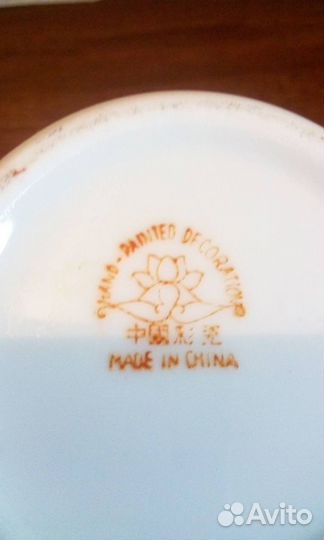 HAND-PAINTED DECORATION
中國彩瓷
MADE IN CHINA
Avito